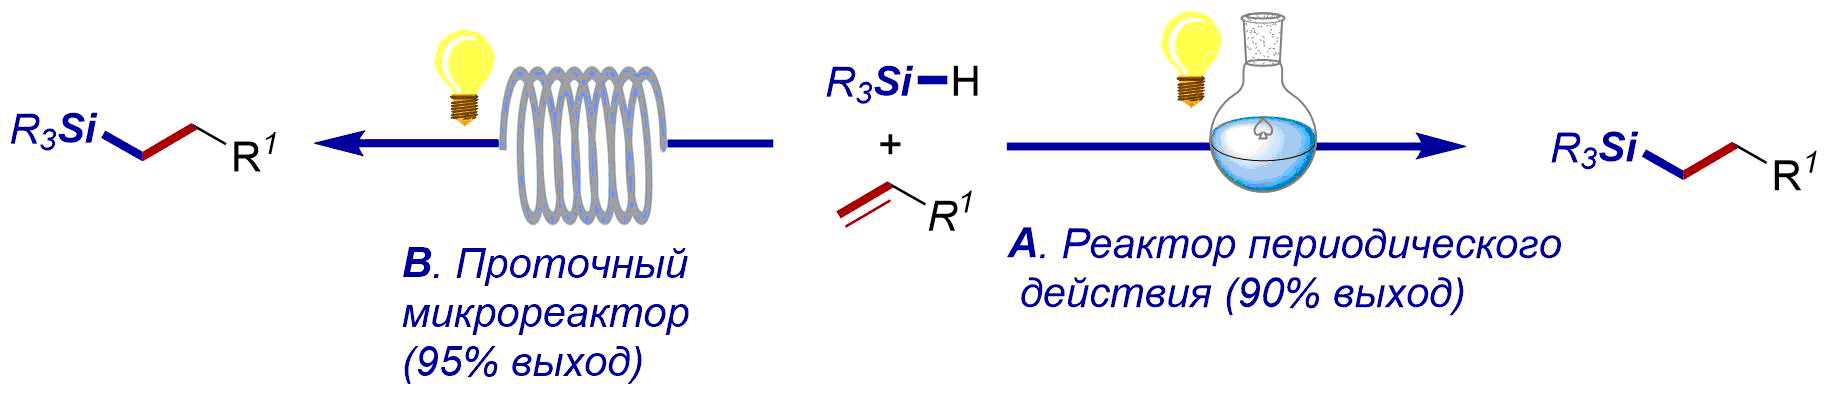 R₃Si
R¹
B. Проточный
микрореактор
(95% выход)
R₃Si–H
+
R¹
A. Реактор периодического
действия (90% выход)
R₃Si
R¹